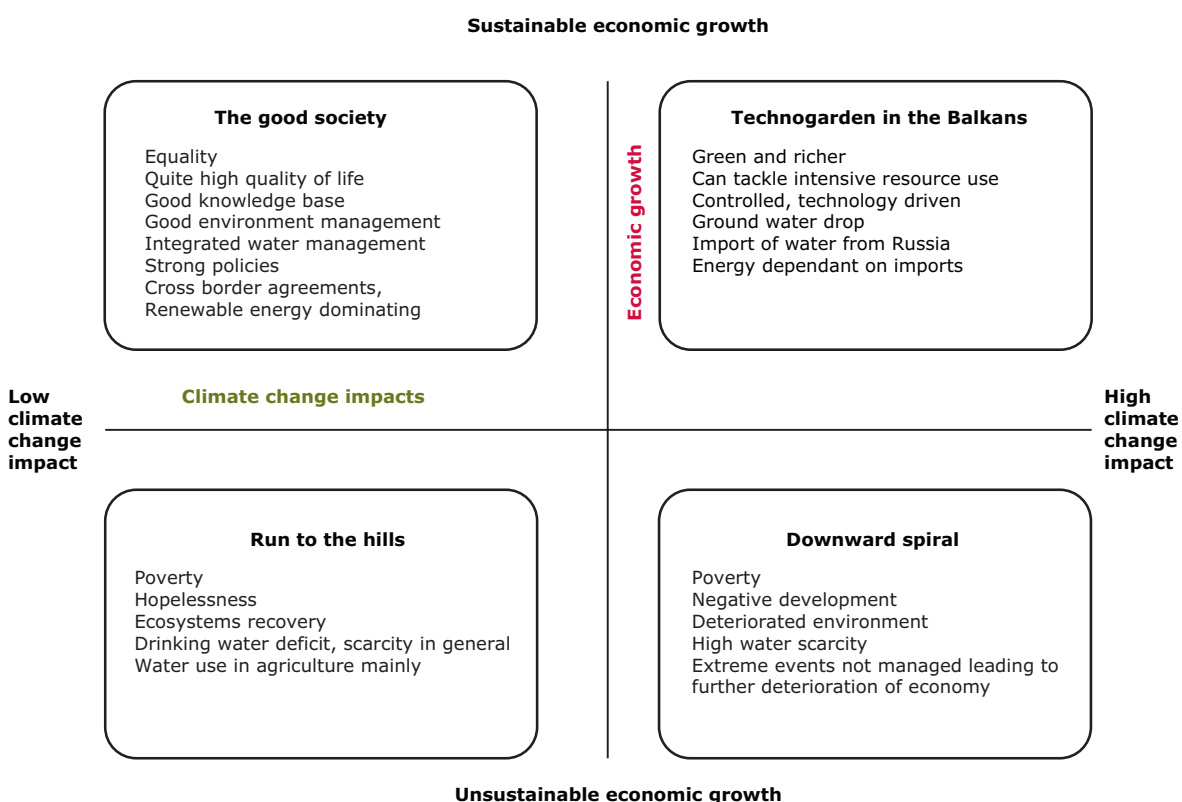 Sustainable economic growth
The good society
Equality
Quite high quality of life
Good knowledge base
Good environment management
Integrated water management
Strong policies
Cross border agreements,
Renewable energy dominating
Economic growth
Technogarden in the Balkans
Green and richer
Can tackle intensive resource use
Controlled, technology driven
Ground water drop
Import of water from Russia
Energy dependant on imports
Low
climate
change
impact
Climate change impacts
High
climate
change
impact
Run to the hills
Poverty
Hopelessness
Ecosystems recovery
Drinking water deficit, scarcity in general
Water use in agriculture mainly
Downward spiral
Poverty
Negative development
Deteriorated environment
High water scarcity
Extreme events not managed leading to
further deterioration of economy
Unsustainable economic growth